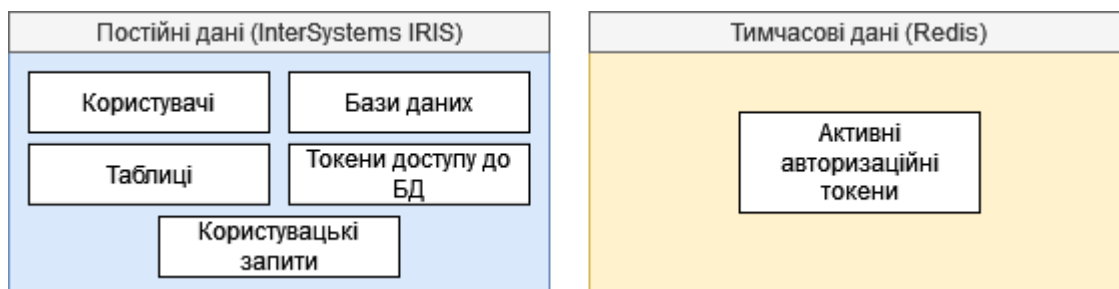 Постійні дані (InterSystems IRIS)
Користувачі
Бази даних
Таблиці
Токени доступу до
БД
Користувацькі
запити
Тимчасові дані (Redis)
Активні
авторизаційні
токени